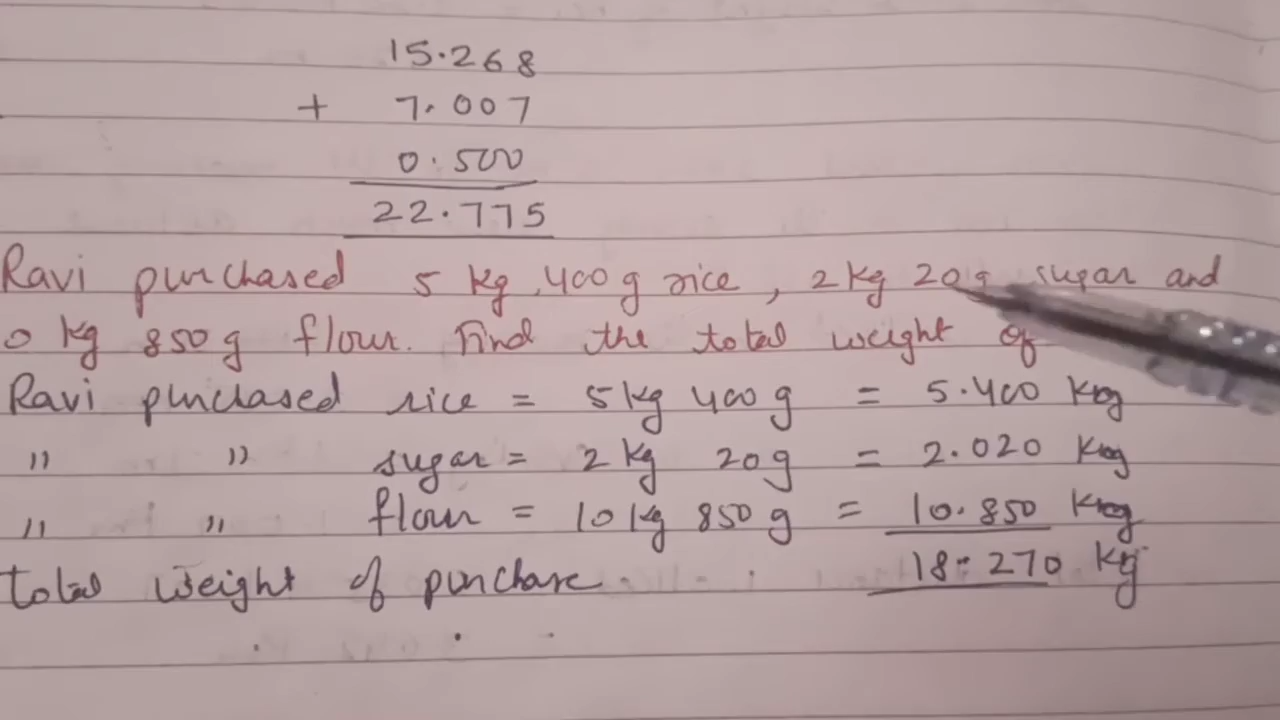 15.268
+ 7.007
0.500
22.775
Ravi purchased 5 kg 400 g rice, 2 kg 20g sugar and
0 kg 850 g flour. Find the total weight of
Ravi purchased rice = 5 kg 400 g = 5.400 kg
" " sugar = 2 kg 20g = 2.020 kg
" " flour = 10 kg 850 g = 10.850 kg
total weight of purchase 18.270 kg